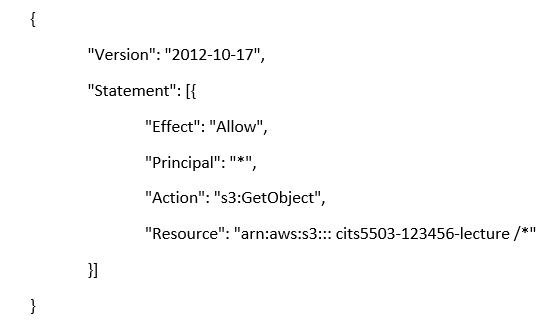 {
"Version": "2012-10-17",
"Statement": [{
"Effect": "Allow",
"Principal": "*",
"Action": "s3:GetObject",
"Resource": "arn:aws:s3::: cits5503-123456-lecture /*"
}]
}